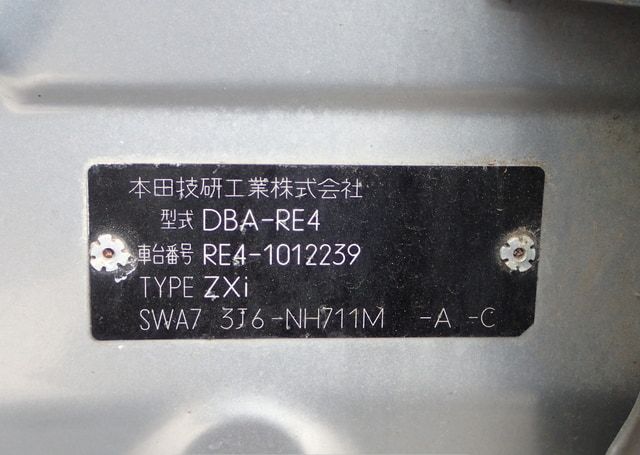 本田技研工業株式会社
型式 DBA-RE4
車台番号 RE4-1012239
TYPE ZXi
SWA7 3J6-NH711M -A -C